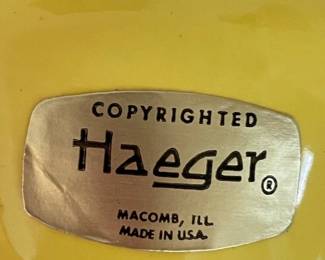 COPYRIGHTED
Haeger®
MACOMB, ILL.
MADE IN U.S.A.